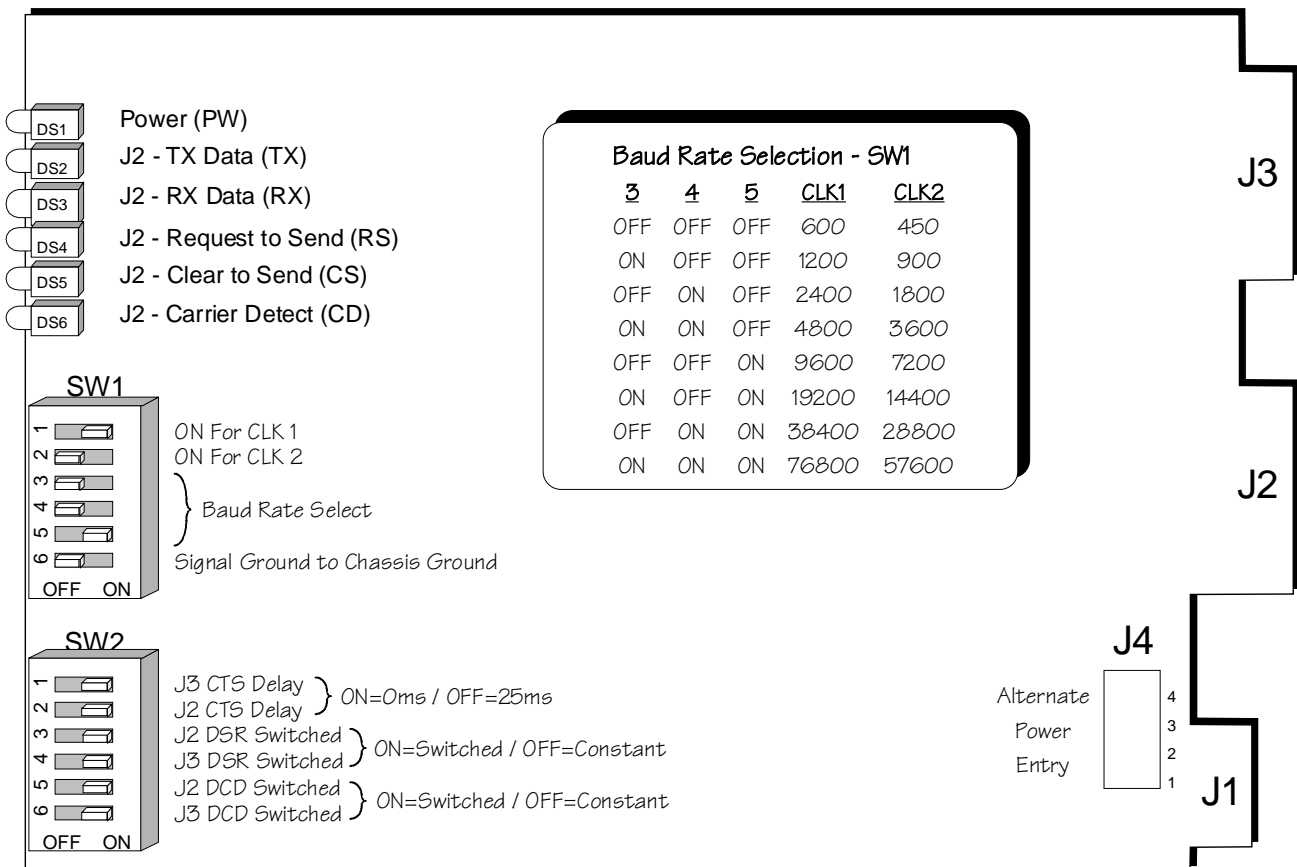 DS1 Power (PW)
DS2 J2 - TX Data (TX)
DS3 J2 - RX Data (RX)
DS4 J2 - Request to Send (RS)
DS5 J2 - Clear to Send (CS)
DS6 J2 - Carrier Detect (CD)
Baud Rate Selection - SW1
3 4 5 CLK1 CLK2
OFF OFF OFF 600 450
ON OFF OFF 1200 900
OFF ON OFF 2400 1800
ON ON OFF 4800 3600
OFF OFF ON 9600 7200
ON OFF ON 19200 14400
OFF ON ON 38400 28800
ON ON ON 76800 57600
J3
J2
SW1
1 ON For CLK 1
2 ON For CLK 2
3
4 Baud Rate Select
5
6 Signal Ground to Chassis Ground
OFF ON
SW2
1 J3 CTS Delay
2 J2 CTS Delay
ON=0ms / OFF=25ms
3 J2 DSR Switched
4 J3 DSR Switched
ON=Switched / OFF=Constant
5 J2 DCD Switched
6 J3 DCD Switched
ON=Switched / OFF=Constant
OFF ON
J4
Alternate
Power
Entry
4
3
2
1
J1